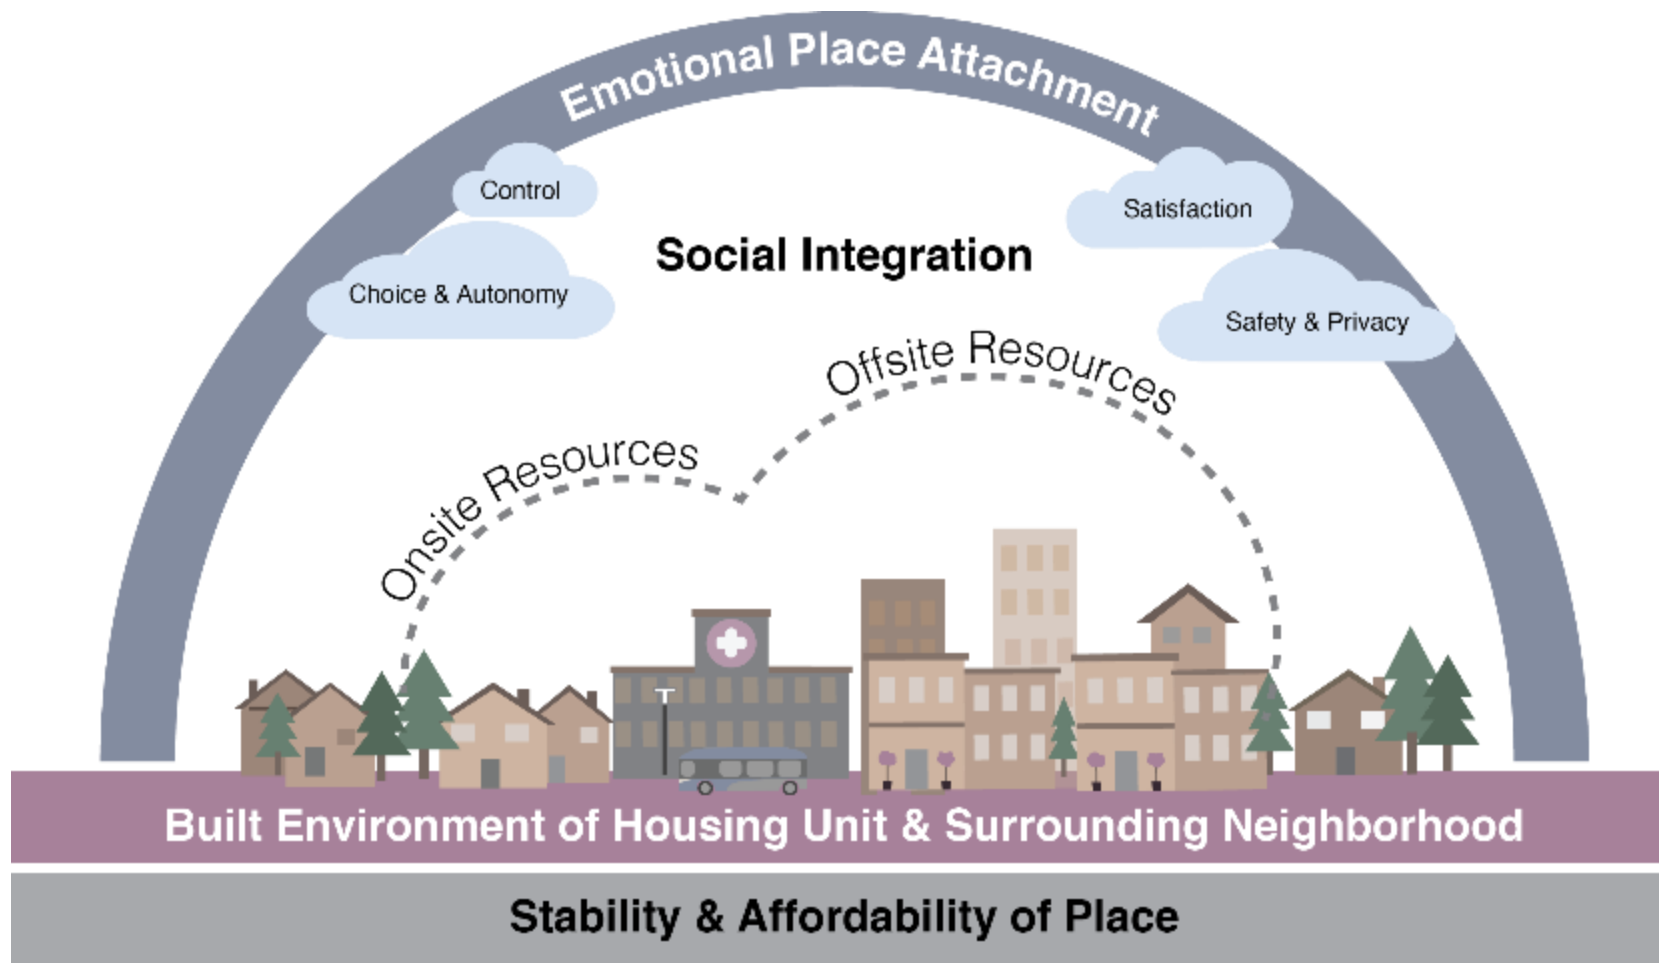 Emotional Place Attachment
Control
Satisfaction
Social Integration
Choice & Autonomy
Safety & Privacy
Offsite Resources
Onsite Resources
T
Built Environment of Housing Unit & Surrounding Neighborhood
Stability & Affordability of Place